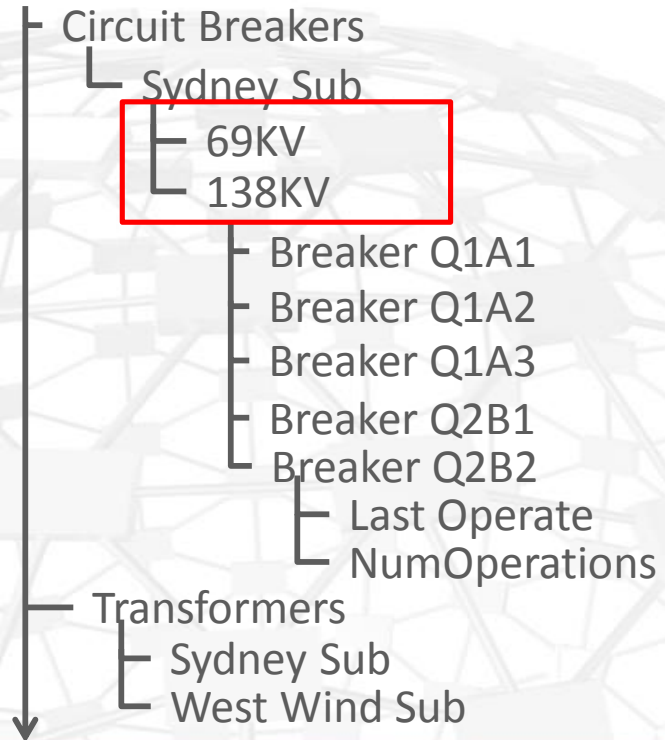 Circuit Breakers
Sydney Sub
69KV
138KV
Breaker Q1A1
Breaker Q1A2
Breaker Q1A3
Breaker Q2B1
Breaker Q2B2
Last Operate
NumOperations
Transformers
Sydney Sub
West Wind Sub